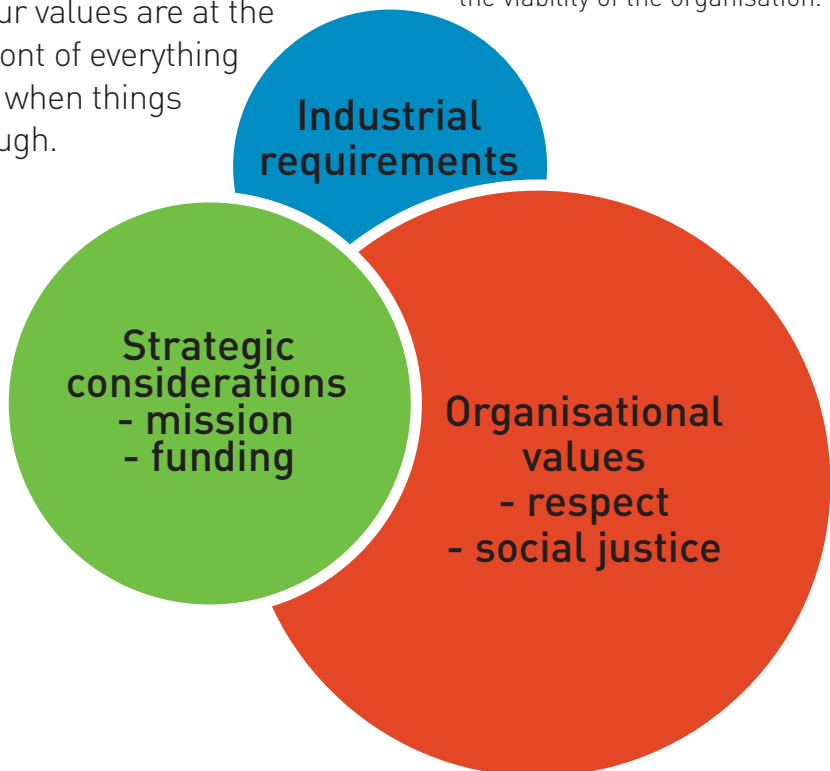 ur values are at the
ont of everything
when things
ugh.
the viability of the organisation.
Industrial
requirements
Strategic
considerations
- mission
- funding
Organisational
values
- respect
- social justice